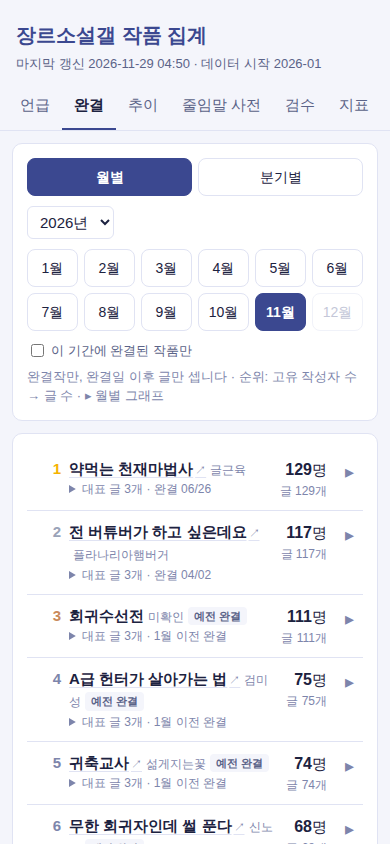 장르소설갤 작품 집계
마지막 갱신 2026-11-29 04:50 · 데이터 시작 2026-01
언급 완결 추이 줄임말 사전 검수 지표
월별 분기별
2026년
1월 2월 3월 4월 5월 6월
7월 8월 9월 10월 11월 12월
이 기간에 완결된 작품만
완결작만, 완결일 이후 글만 셉니다 · 순위: 고유 작성자 수
→ 글 수 · ▸ 월별 그래프
1 약먹는 천재마법사 ↗ 글근육 129명 ▶
▶ 대표 글 3개 · 완결 06/26 글 129개
2 전 버튜버가 하고 싶은데요 ↗ 117명 ▶
플라나리아햄버거 글 117개
▶ 대표 글 3개 · 완결 04/02
3 회귀수선전 미확인 예전 완결 111명 ▶
▶ 대표 글 3개 · 1월 이전 완결 글 111개
4 A급 헌터가 살아가는 법 ↗ 검미 75명 ▶
성 예전 완결 글 75개
▶ 대표 글 3개 · 1월 이전 완결
5 귀축교사 ↗ 설게지는꽃 예전 완결 74명 ▶
▶ 대표 글 3개 · 1월 이전 완결 글 74개
6 무한 회귀자인데 썰 푼다 ↗ 신노 68명 ▶